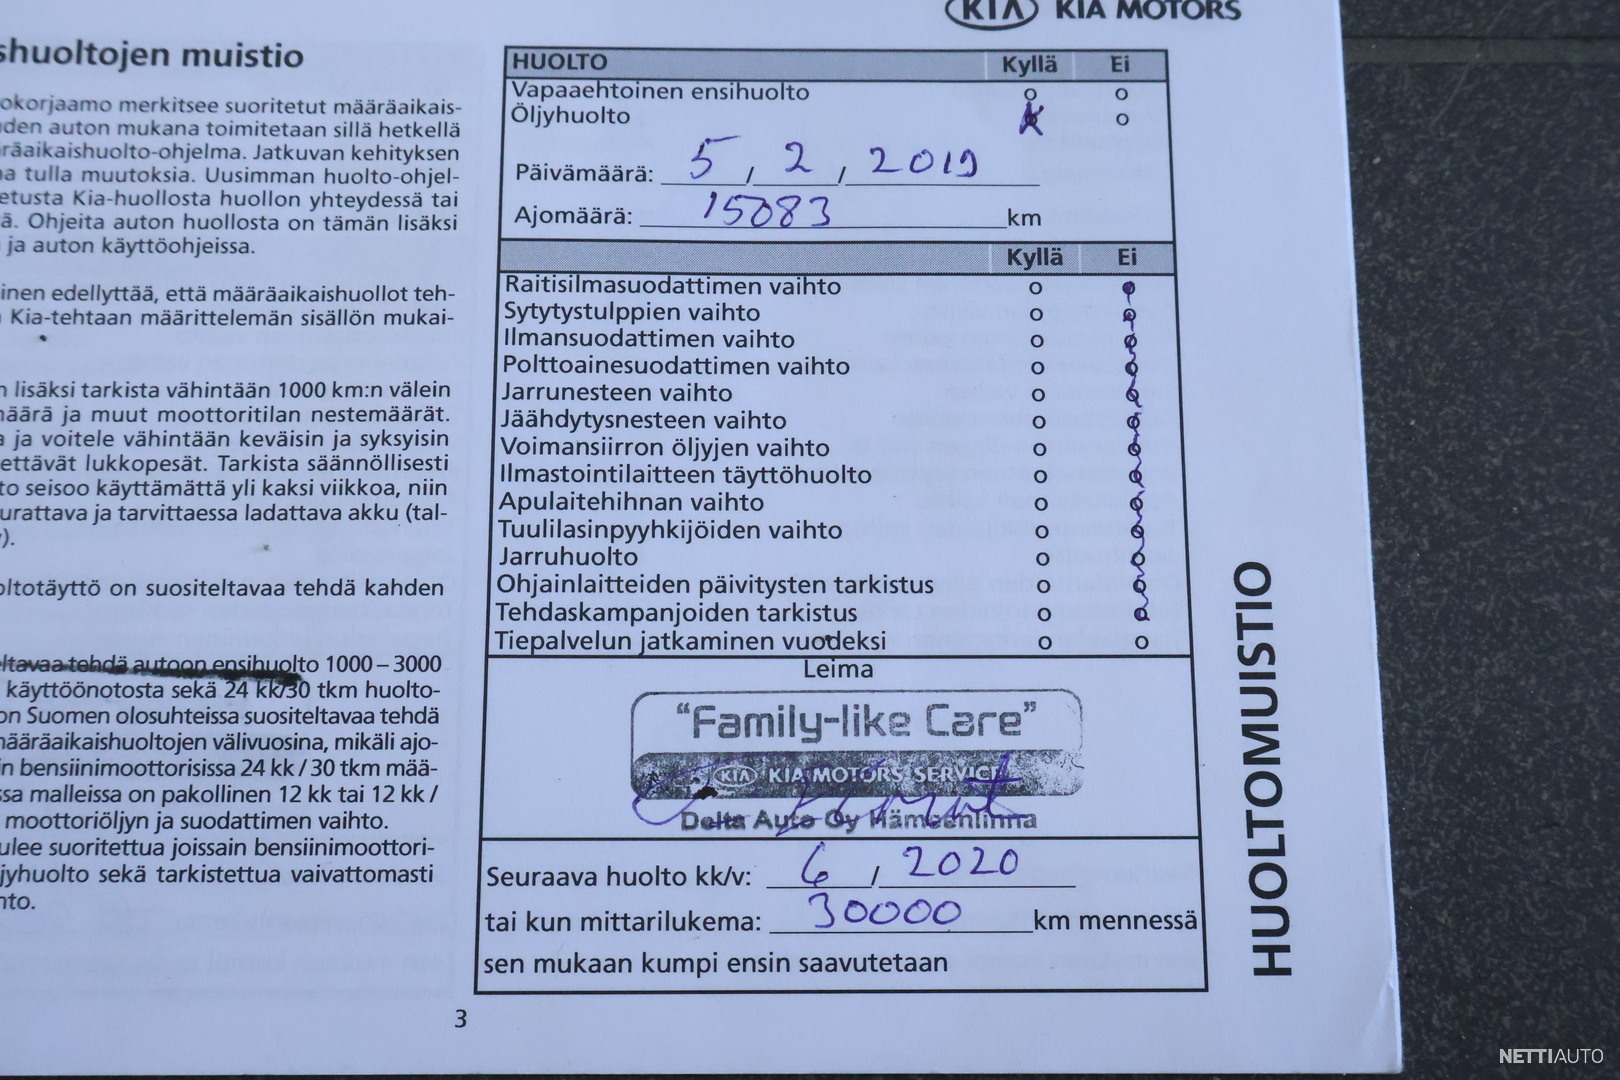 KIA KIA MOTORS
shuoltojen muistio
okorjaamo merkitsee suoritetut määräaikais-
den auton mukana toimitetaan sillä hetkellä
räaikaishuolto-ohjelma. Jatkuvan kehityksen
a tulla muutoksia. Uusimman huolto-ohjel-
etusta Kia-huollosta huollon yhteydessä tai
ä. Ohjeita auton huollosta on tämän lisäksi
ja auton käyttöohjeissa.
inen edellyttää, että määräaikaishuollot teh-
Kia-tehtaan määrittelemän sisällön mukai-
n lisäksi tarkista vähintään 1000 km:n välein
määrä ja muut moottoritilan nestemäärät.
a ja voitele vähintään keväisin ja syksyisin
ettävät lukkopesät. Tarkista säännöllisesti
to seisoo käyttämättä yli kaksi viikkoa, niin
urattava ja tarvittaessa ladattava akku (tal-
).
oltotäyttö on suositeltavaa tehdä kahden
ltavaa tehdä autoon ensihuolto 1000 – 3000
käyttöönotosta sekä 24 kk/30 tkm huolto-
on Suomen olosuhteissa suositeltavaa tehdä
määräaikaishuoltojen välivuosina, mikäli ajo-
in bensiinimoottorisissa 24 kk / 30 tkm mää-
ssa malleissa on pakollinen 12 kk tai 12 kk /
moottoriöljyn ja suodattimen vaihto.
ulee suoritettua joissain bensiinimoottori-
jyhuolto sekä tarkistettua vaivattomasti
nto.
HUOLTO Kyllä Ei
Vapaaehtoinen ensihuolto o o
Öljyhuolto o
Päivämäärä: 5 / 2 / 2019
Ajomäärä: 15083 km
Kyllä Ei
Raitisilmasuodattimen vaihto o o
Sytytystulppien vaihto o o
Ilmansuodattimen vaihto o o
Polttoainesuodattimen vaihto o o
Jarrunesteen vaihto o o
Jäähdytysnesteen vaihto o o
Voimansiirron öljyjen vaihto o o
Ilmastointilaitteen täyttöhuolto o o
Apulaitehihnan vaihto o o
Tuulilasinpyyhkijöiden vaihto o o
Jarruhuolto o o
Ohjainlaitteiden päivitysten tarkistus o o
Tehdaskampanjoiden tarkistus o o
Tiepalvelun jatkaminen vuodeksi o o
Leima
“Family-like Care”
KIA KIA MOTORS SERVICE
Delta Auto Oy Hämeenlinna
Seuraava huolto kk/v: 6 / 2020
tai kun mittarilukema: 30000 km mennessä
sen mukaan kumpi ensin saavutetaan
3
HUOLTOMUISTIO
NETTIAUTO